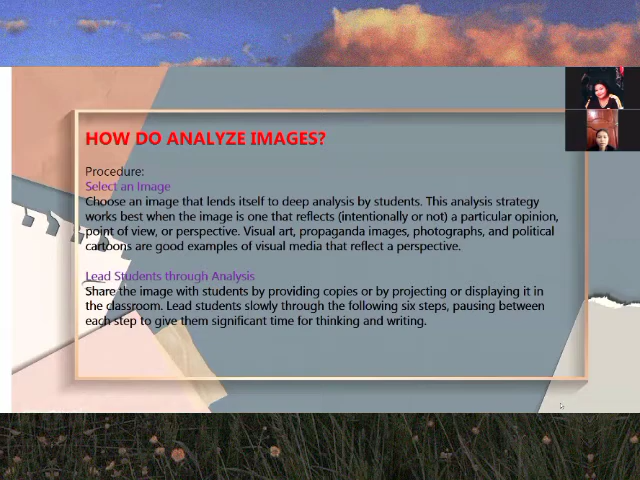 HOW DO ANALYZE IMAGES?
Procedure:
Select an Image
Choose an image that lends itself to deep analysis by students. This analysis strategy
works best when the image is one that reflects (intentionally or not) a particular opinion,
point of view, or perspective. Visual art, propaganda images, photographs, and political
cartoons are good examples of visual media that reflect a perspective.
Lead Students through Analysis
Share the image with students by providing copies or by projecting or displaying it in
the classroom. Lead students slowly through the following six steps, pausing between
each step to give them significant time for thinking and writing.